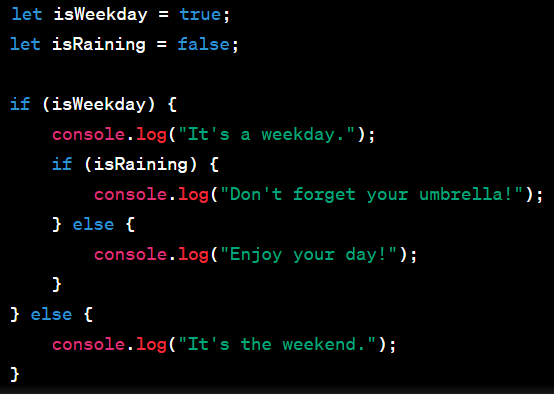 let isWeekday = true;
let isRaining = false;

if (isWeekday) {
    console.log("It's a weekday.");
    if (isRaining) {
        console.log("Don't forget your umbrella!");
    } else {
        console.log("Enjoy your day!");
    }
} else {
    console.log("It's the weekend.");
}